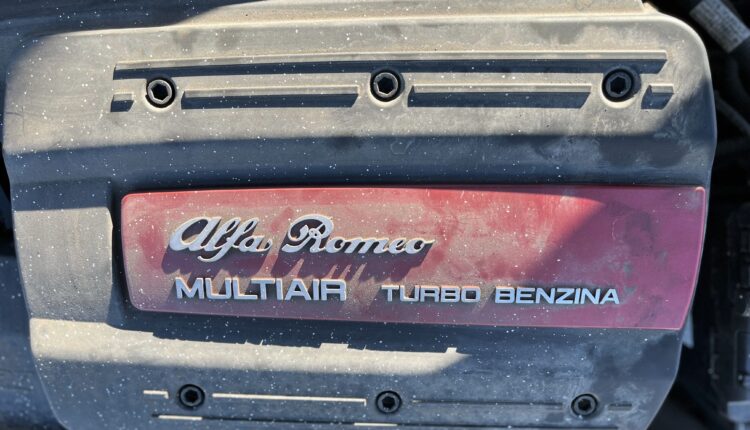 Alfa Romeo
MULTIAIR TURBO BENZINA